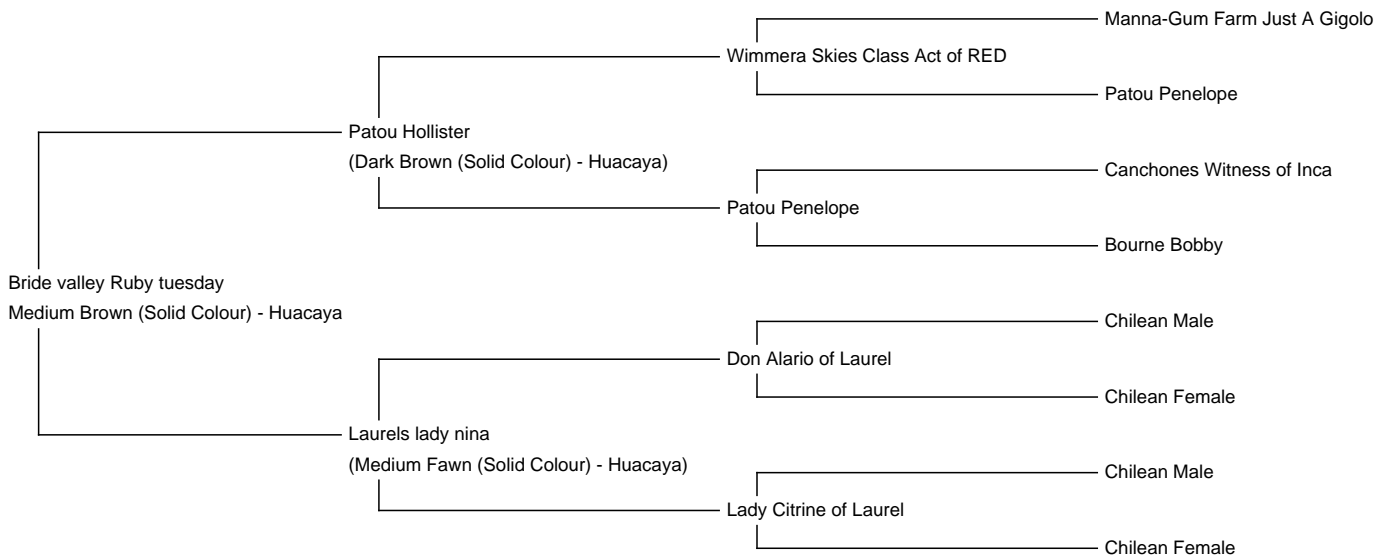 Manna-Gum Farm Just A Gigolo
Wimmera Skies Class Act of RED
Patou Penelope
Patou Hollister
(Dark Brown (Solid Colour) - Huacaya)
Canchones Witness of Inca
Patou Penelope
Bourne Bobby
Bride valley Ruby tuesday
Medium Brown (Solid Colour) - Huacaya
Chilean Male
Don Alario of Laurel
Chilean Female
Laurels lady nina
(Medium Fawn (Solid Colour) - Huacaya)
Chilean Male
Lady Citrine of Laurel
Chilean Female